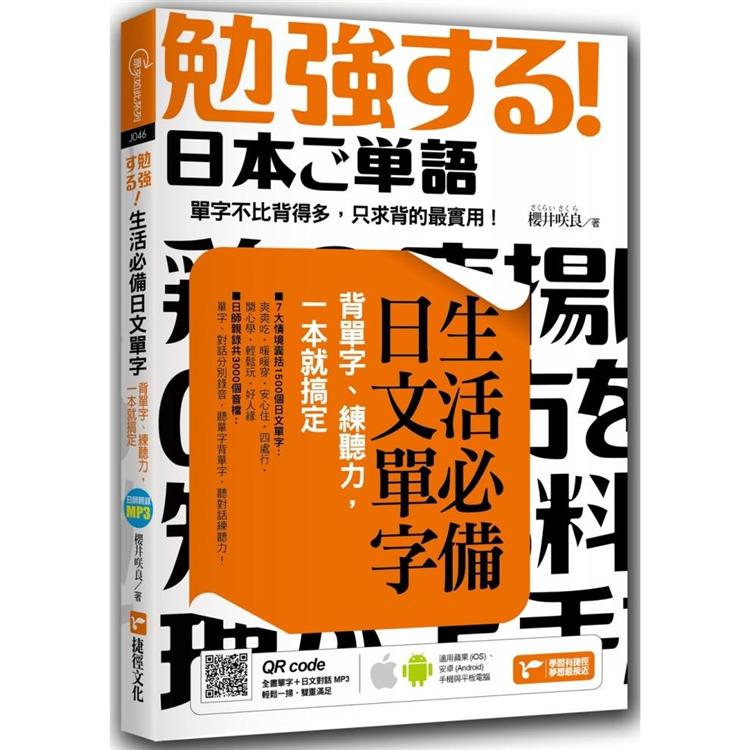 原來如此系列
J046
勉強する！
生活必備日文單字
背單字、練聽力，
一本就搞定
日師親錄
MP3
櫻井咲良／著
捷徑文化
勉強する！
日本ご単語
單字不比背得多，只求背的最實用！
さくらい さくら
櫻井咲良／著
生活必備
日文單字
背單字、練聽力，
一本就搞定
■7大情境囊括1500個日文單字：
爽爽吃．暖暖穿．安心住．四處行．
開心學．輕鬆玩．好人緣
■日師親錄共3000個音檔：
單字、對話分別錄音，聽單字背單字，聽對話練聽力！
QR code
全書單字＋日文對話 MP3
輕鬆一掃，雙重滿足
適用蘋果 (iOS)、
安卓 (Android)
手機與平板電腦
學習有捷徑
夢想最接近